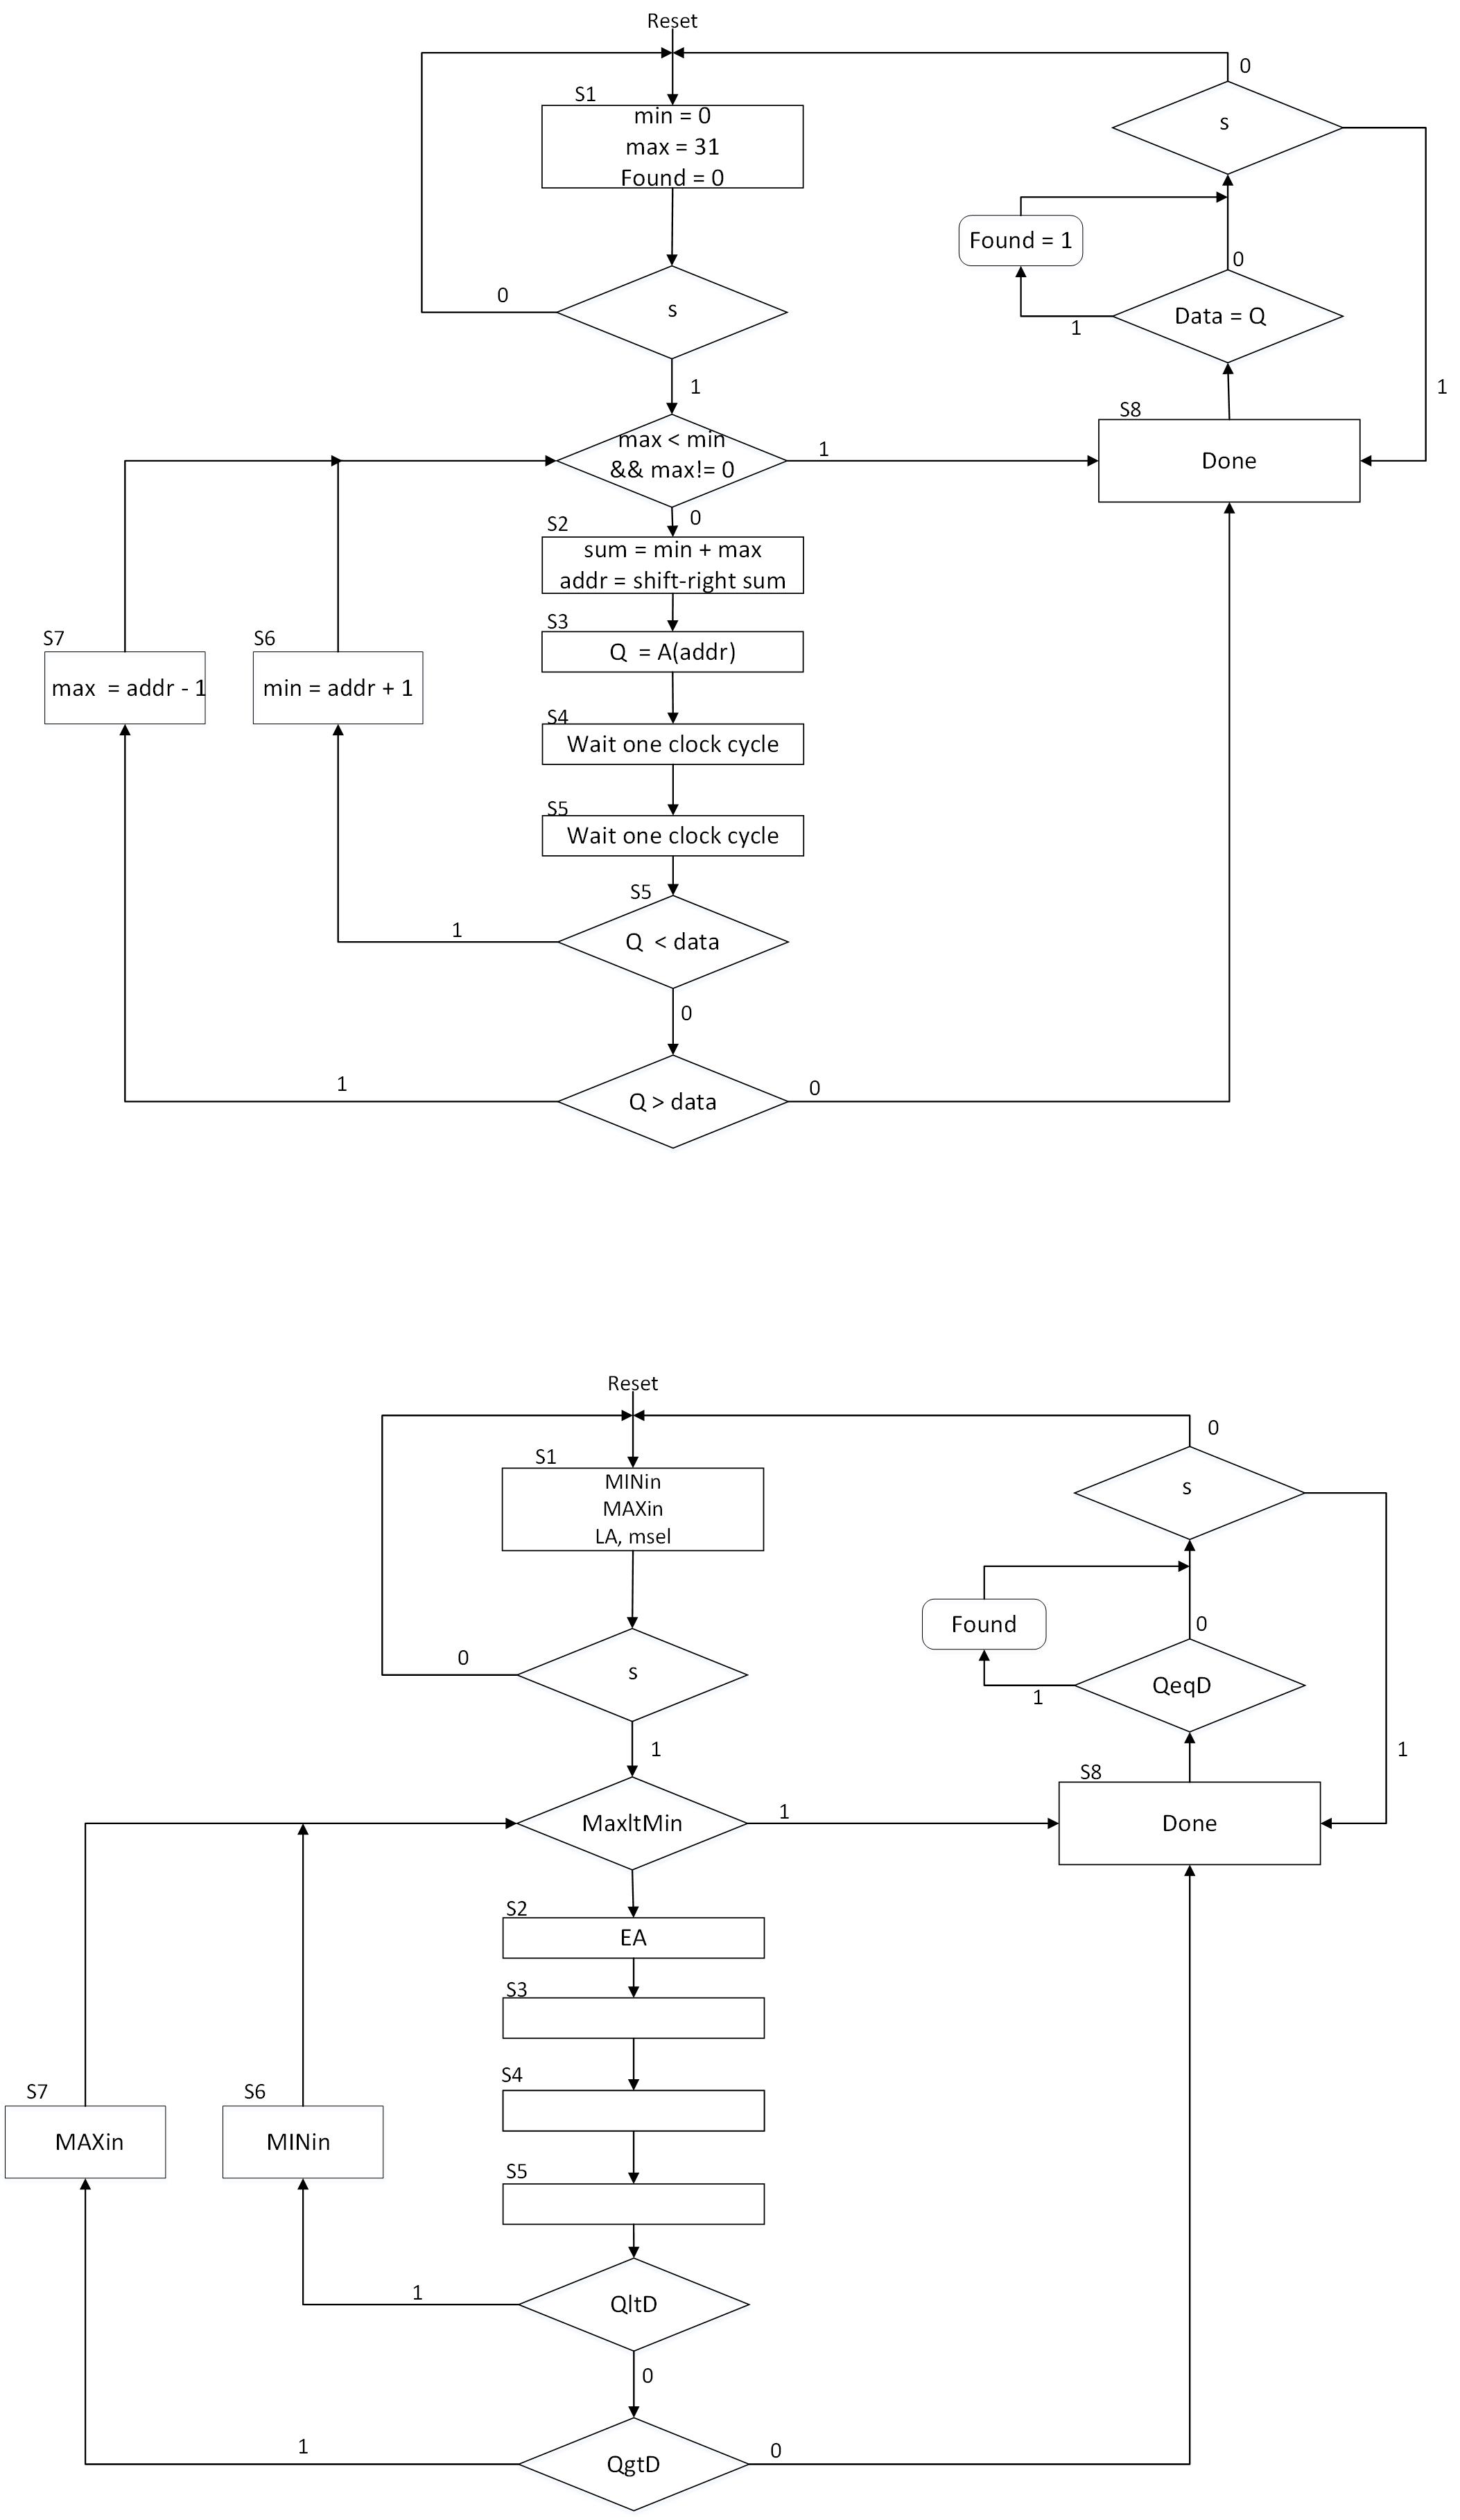 Reset
0
S1
min = 0
max = 31
Found = 0
s
Found = 1
0
0
s
Data = Q
1
1
1
S8
max < min
&& max!= 0
1
Done
0
S2
sum = min + max
addr = shift-right sum
S3
Q = A(addr)
S7
max = addr - 1
S6
min = addr + 1
S4
Wait one clock cycle
S5
Wait one clock cycle
S5
1
Q < data
0
1
Q > data
0
Reset
0
S1
MINin
MAXin
LA, msel
s
Found
0
0
s
QeqD
1
1
1
S8
MaxltMin
1
Done
S2
EA
S3
S7
MAXin
S6
MINin
S4
S5
1
QltD
0
1
QgtD
0